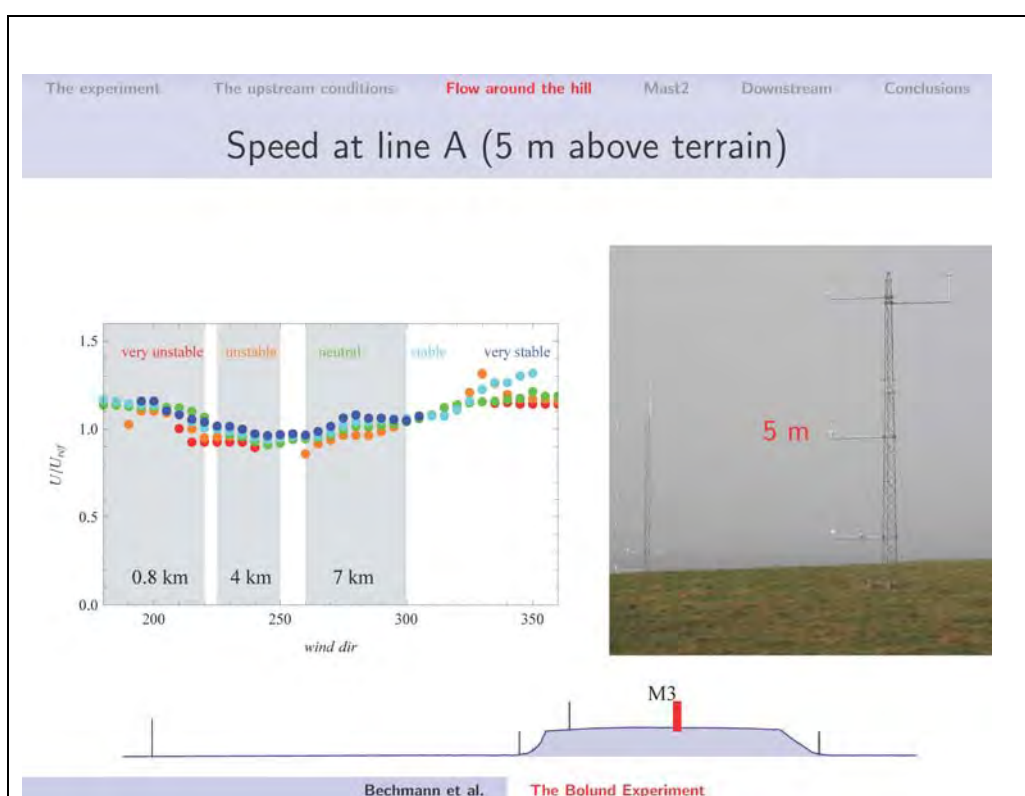 The experiment The upstream conditions Flow around the hill Mast2 Downstream Conclusions
Speed at line A (5 m above terrain)
1.5
very unstable unstable neutral stable very stable
1.0
U/Uref
1.0
0.8 km 4 km 7 km
0.0
200 250 300 350
wind dir
5 m
M3
Bechmann et al. The Bolund Experiment